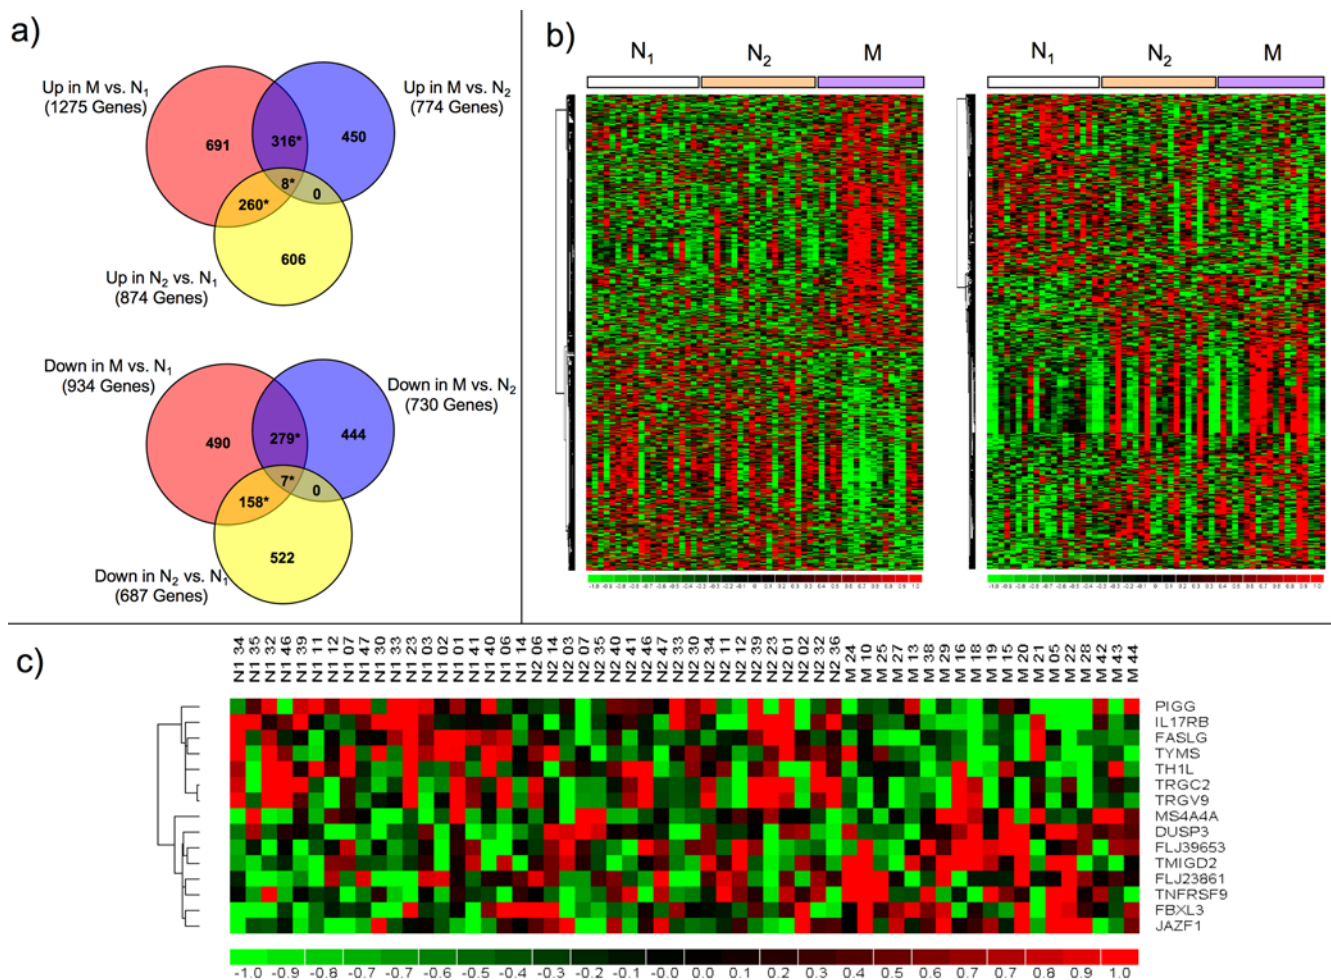 a)
Up in M vs. N1
(1275 Genes)
Up in M vs. N2
(774 Genes)
691
316*
450
8*
0
260*
606
Up in N2 vs. N1
(874 Genes)
Down in M vs. N1
(934 Genes)
Down in M vs. N2
(730 Genes)
490
279*
444
7*
0
158*
522
Down in N2 vs. N1
(687 Genes)
b)
N1 N2 M
N1 N2 M
c)
N1 34
N1 35
N1 32
N1 46
N1 39
N1 11
N1 12
N1 07
N1 47
N1 30
N1 33
N1 23
N1 03
N1 02
N1 01
N1 41
N1 40
N1 06
N1 14
N2 06
N2 14
N2 03
N2 07
N2 35
N2 40
N2 41
N2 46
N2 47
N2 33
N2 30
N2 34
N2 11
N2 12
N2 39
N2 23
N2 01
N2 02
N2 32
N2 36
M 24
M 10
M 25
M 27
M 13
M 38
M 29
M 16
M 18
M 19
M 15
M 20
M 21
M 05
M 22
M 28
M 42
M 43
M 44
PIGG
IL17RB
FASLG
TYMS
TH1L
TRGC2
TRGV9
MS4A4A
DUSP3
FLJ39653
TMIGD2
FLJ23861
TNFRSF9
FBXL3
JAZF1
-1.0 -0.9 -0.8 -0.7 -0.7 -0.6 -0.5 -0.4 -0.3 -0.2 -0.1 -0.0 0.0 0.1 0.2 0.3 0.4 0.5 0.6 0.7 0.7 0.8 0.9 1.0